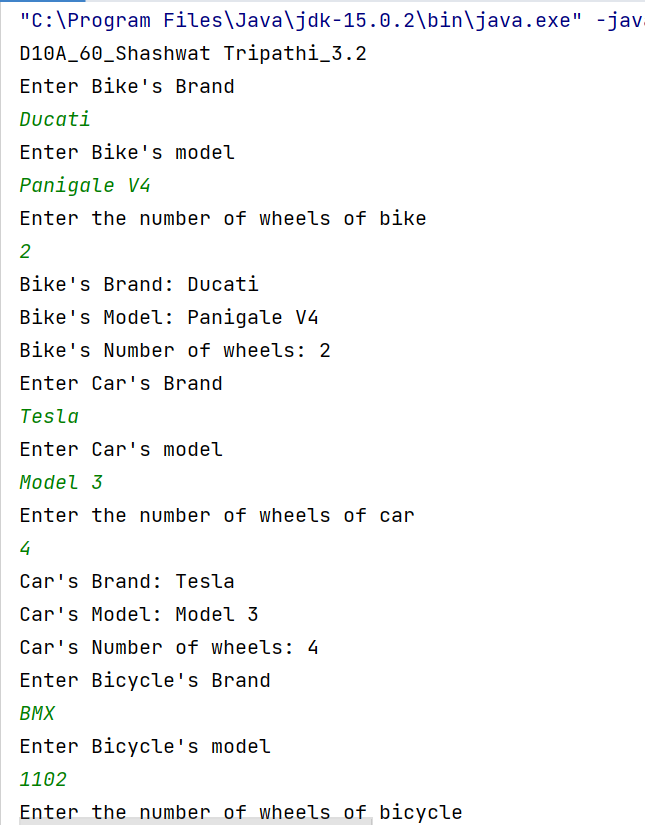 "C:\Program Files\Java\jdk-15.0.2\bin\java.exe"
D10A_60_Shashwat Tripathi_3.2
Enter Bike's Brand
Ducati
Enter Bike's model
Panigale V4
Enter the number of wheels of bike
2
Bike's Brand: Ducati
Bike's Model: Panigale V4
Bike's Number of wheels: 2
Enter Car's Brand
Tesla
Enter Car's model
Model 3
Enter the number of wheels of car
4
Car's Brand: Tesla
Car's Model: Model 3
Car's Number of wheels: 4
Enter Bicycle's Brand
BMX
Enter Bicycle's model
1102
Enter the number of wheels of bicycle